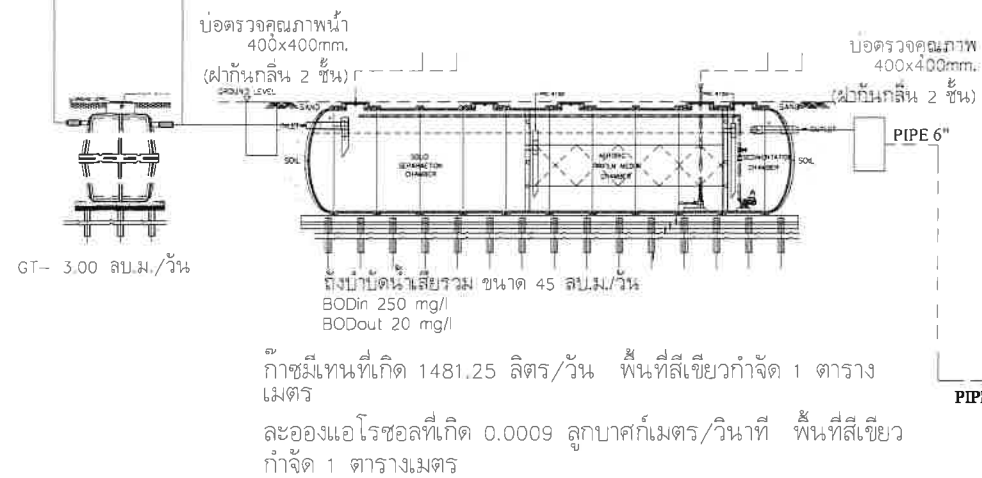 บ่อตรวจคุณภาพน้ำ
400x400mm.
(ฝากันกลิ่น 2 ชั้น)
บ่อตรวจคุณภาพ
400x400mm.
(ฝากันกลิ่น 2 ชั้น)
GROUND LEVEL
SAND
SAND
INLET
OUTLET
PIPE 6"
SOIL
SOLID
SEPARATION
CHAMBER
CHAMBER
SEDIMENTATION
CHAMBER
SOIL
GT- 3.00 ลบ.ม./วัน
ถังบำบัดน้ำเสียรวม ขนาด 45 ลบ.ม./วัน
BODin 250 mg/l
BODout 20 mg/l
ก๊าซมีเทนที่เกิด 1481.25 ลิตร/วัน พื้นที่สีเขียวกำจัด 1 ตาราง
เมตร
PIPE
ละอองแอโรซอลที่เกิด 0.0009 ลูกบาศก์เมตร/วินาที พื้นที่สีเขียว
กำจัด 1 ตารางเมตร